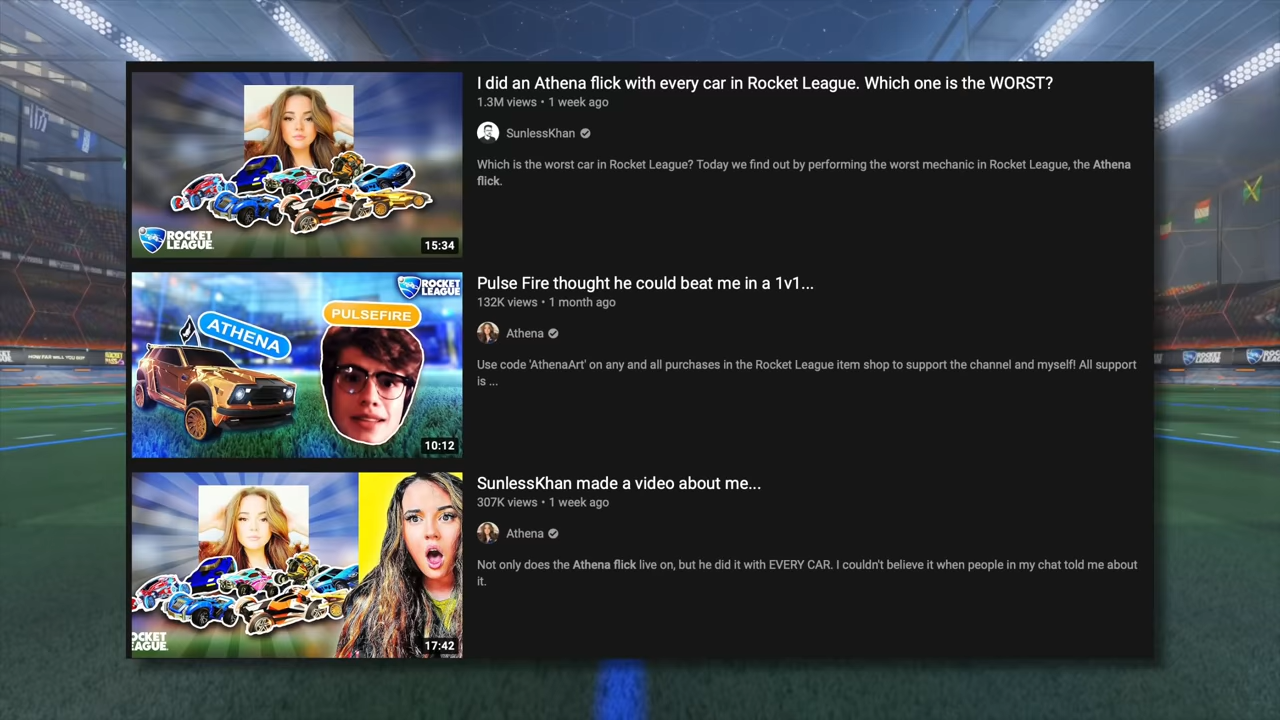 I did an Athena flick with every car in Rocket League. Which one is the WORST?
1.3M views • 1 week ago
SunlessKhan
Which is the worst car in Rocket League? Today we find out by performing the worst mechanic in Rocket League, the Athena
flick.
ROCKET
LEAGUE
15:34
Pulse Fire thought he could beat me in a 1v1...
132K views • 1 month ago
Athena
Use code 'AthenaArt' on any and all purchases in the Rocket League item shop to support the channel and myself! All support
is ...
ROCKET
LEAGUE
ATHENA
PULSEFIRE
10:12
SunlessKhan made a video about me...
307K views • 1 week ago
Athena
Not only does the Athena flick live on, but he did it with EVERY CAR. I couldn't believe it when people in my chat told me about
it.
OCKET
EAGUE
17:42
HOW FAR WILL YOU GO?